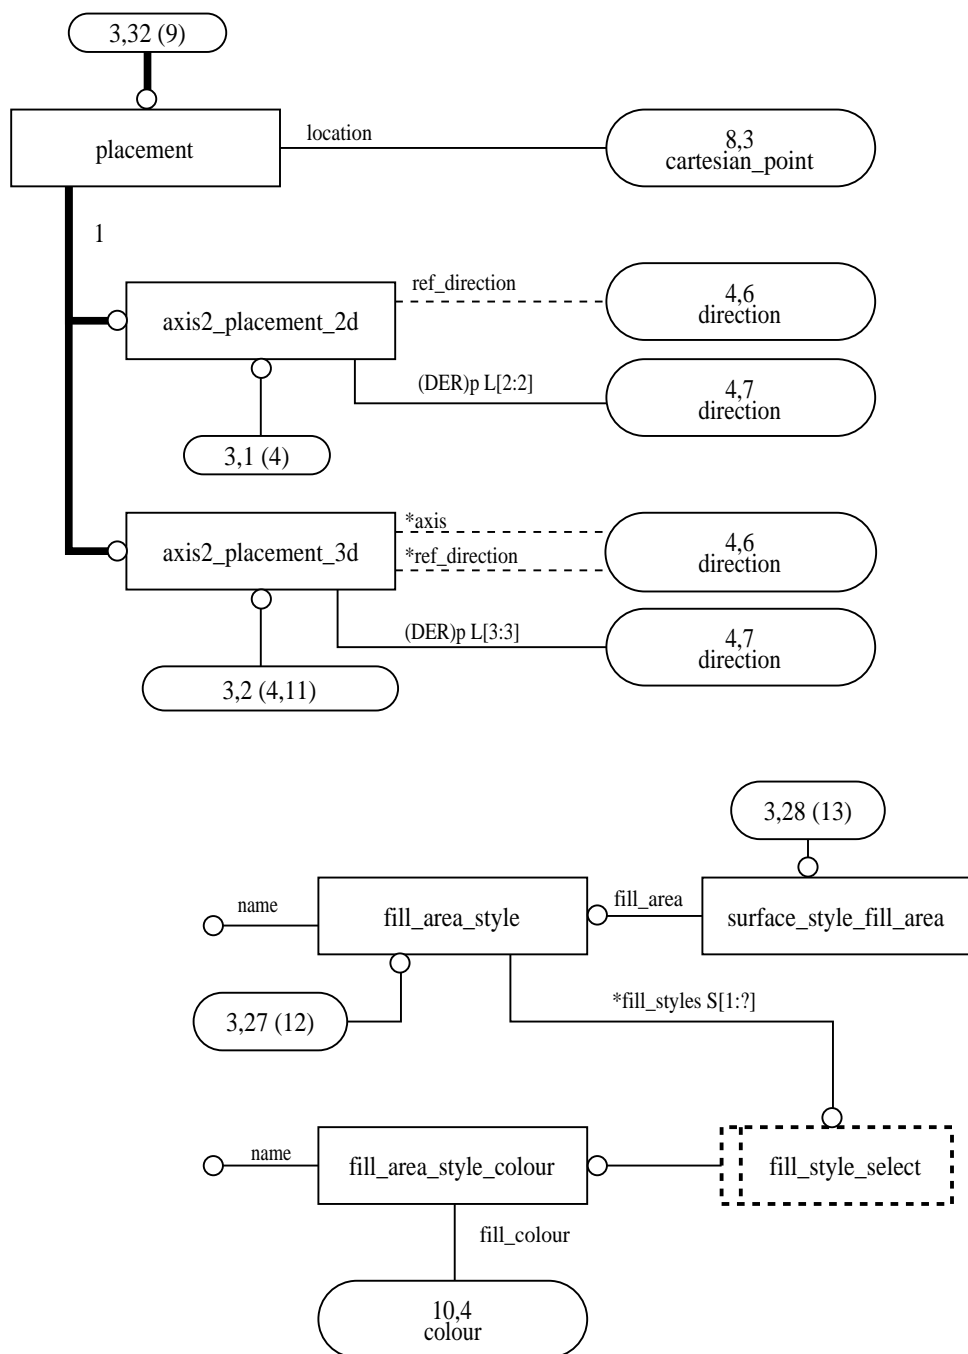 3,32 (9)
placement
location
8,3
cartesian_point
1
axis2_placement_2d
ref_direction
4,6
direction
(DER)p L[2:2]
4,7
direction
3,1 (4)
axis2_placement_3d
*axis
*ref_direction
4,6
direction
(DER)p L[3:3]
4,7
direction
3,2 (4,11)
3,28 (13)
name
fill_area_style
fill_area
surface_style_fill_area
3,27 (12)
*fill_styles S[1:?]
name
fill_area_style_colour
fill_style_select
fill_colour
10,4
colour